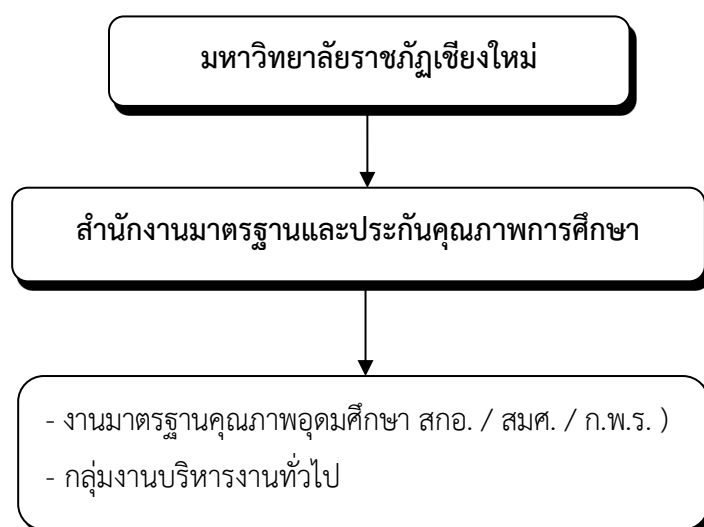 มหาวิทยาลัยราชภัฏเชียงใหม่
สำนักงานมาตรฐานและประกันคุณภาพการศึกษา
- งานมาตรฐานคุณภาพอุดมศึกษา สกอ. / สมศ. / ก.พ.ร. )
- กลุ่มงานบริหารงานทั่วไป